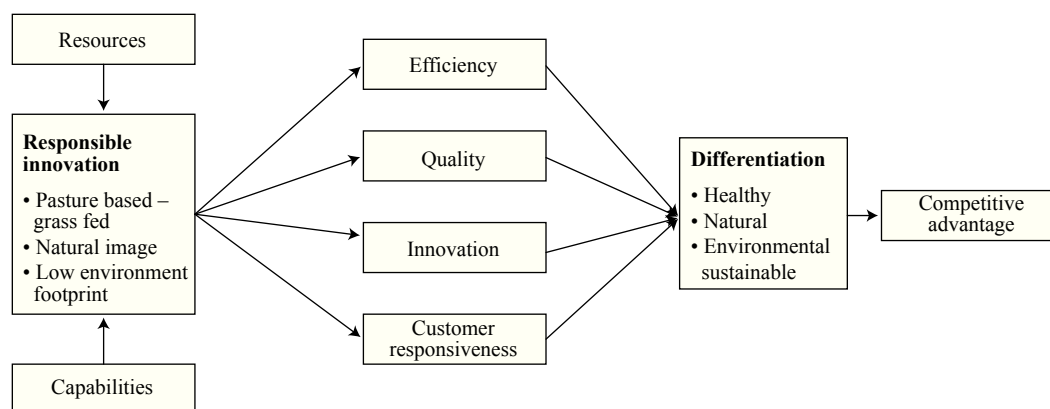 Resources
Responsible
innovation
• Pasture based –
grass fed
• Natural image
• Low environment
footprint
Capabilities
Efficiency
Quality
Innovation
Customer
responsiveness
Differentiation
• Healthy
• Natural
• Environmental
sustainable
Competitive
advantage